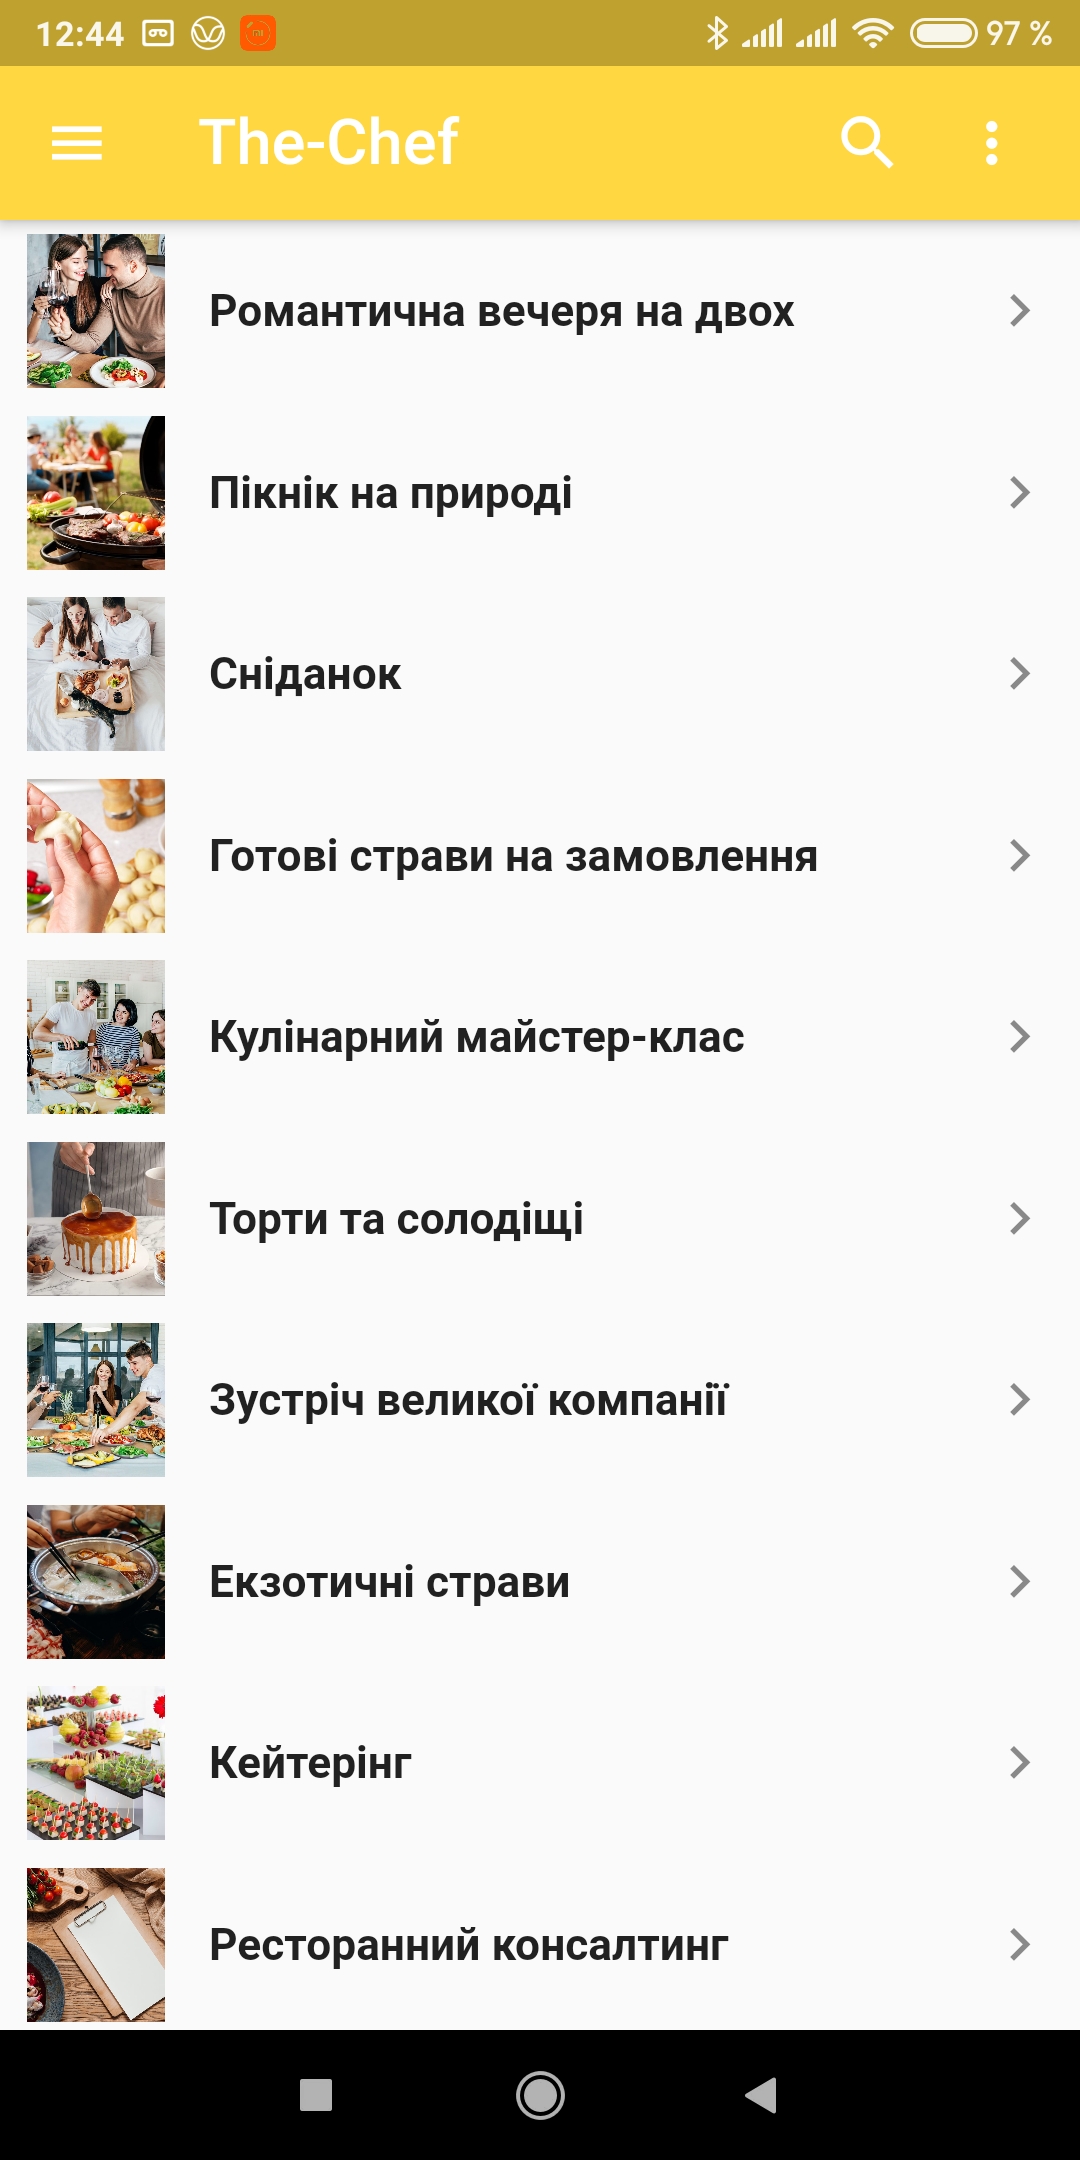 12:44 97 %
The-Chef
Романтична вечеря на двох
Пікнік на природі
Сніданок
Готові страви на замовлення
Кулінарний майстер-клас
Торти та солодіщі
Зустріч великої компанії
Екзотичні страви
Кейтерінг
Ресторанний консалтинг